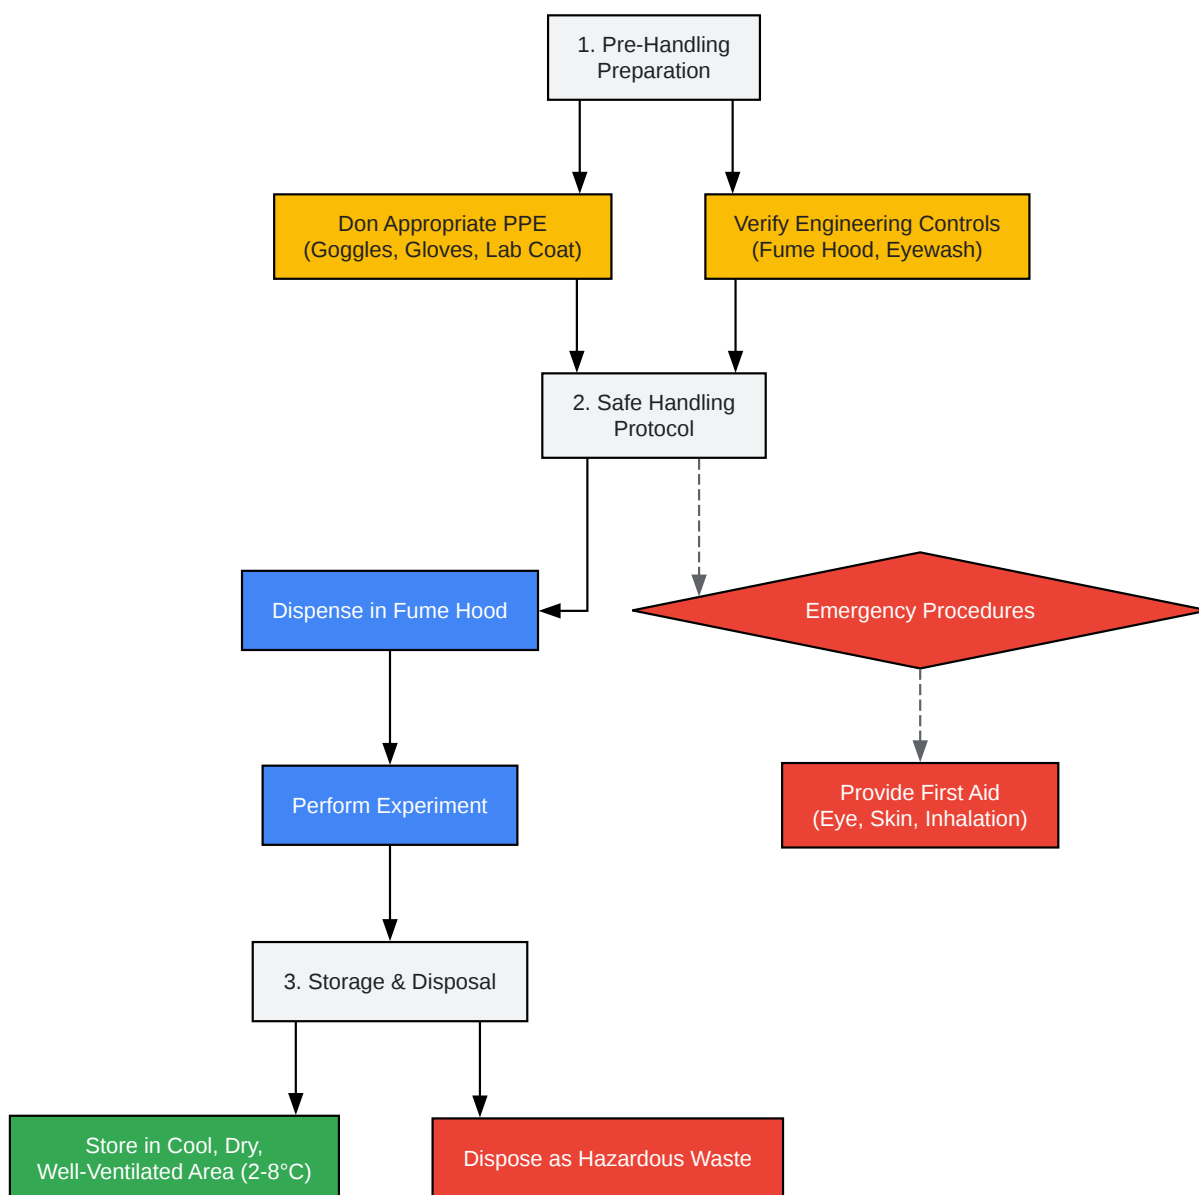 1. Pre-Handling
Preparation
Don Appropriate PPE
(Goggles, Gloves, Lab Coat)
Verify Engineering Controls
(Fume Hood, Eyewash)
2. Safe Handling
Protocol
Dispense in Fume Hood
Emergency Procedures
Perform Experiment
Provide First Aid
(Eye, Skin, Inhalation)
3. Storage & Disposal
Store in Cool, Dry,
Well-Ventilated Area (2-8°C)
Dispose as Hazardous Waste